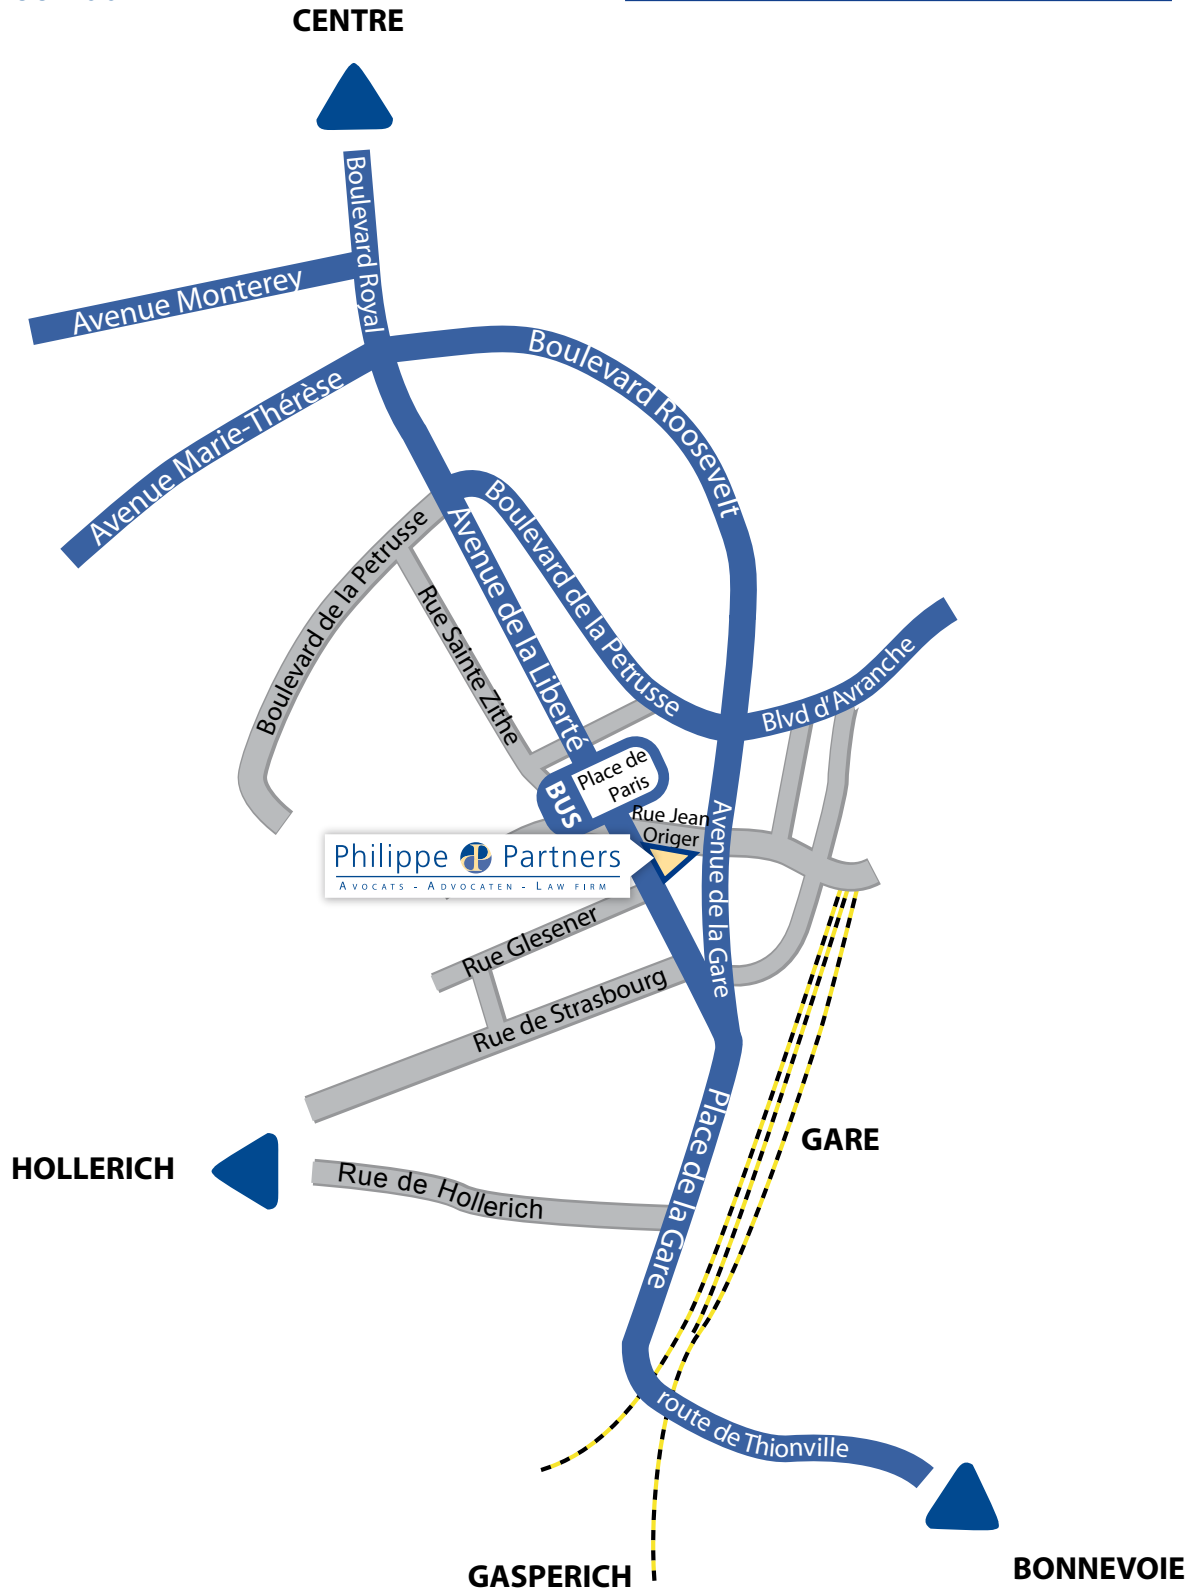 CENTRE
Boulevard Royal
Avenue Monterey
Boulevard Roosevelt
Avenue Marie-Thérèse
Boulevard de la Petrusse
Boulevard de la Petrusse
Avenue de la Liberté
Rue Sainte Zithe
Blvd d'Avranche
Place de
Paris
BUS
Rue Jean
Origer
Avenue de la Gare
Philippe Partners
AVOCATS - ADVOCATEN - LAW FIRM
Rue Glesener
Rue de Strasbourg
Place de la Gare
GARE
HOLLERICH
Rue de Hollerich
route de Thionville
GASPERICH
BONNEVOIE